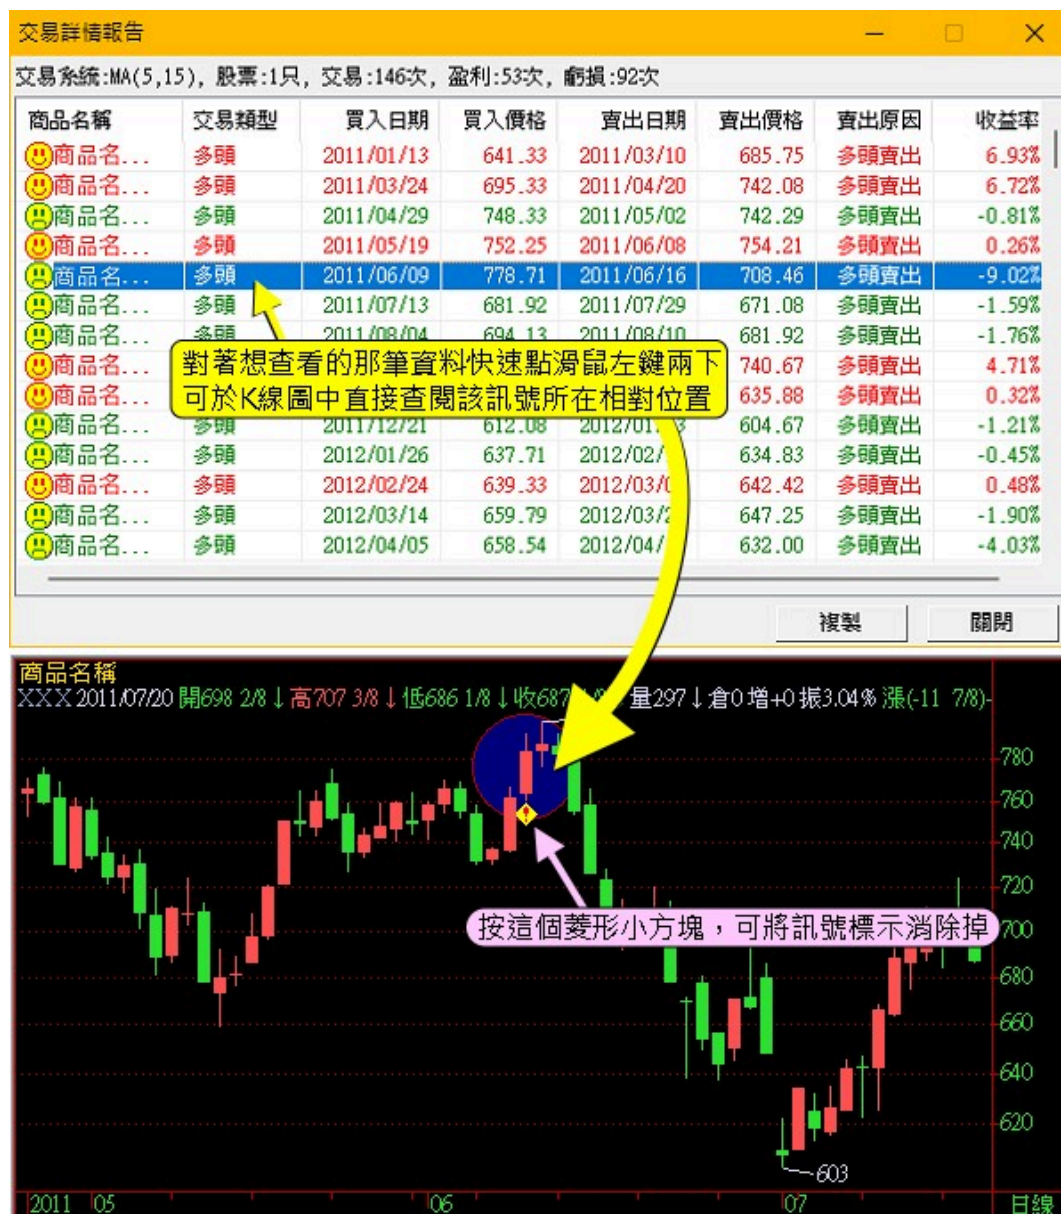 交易詳情報告
交易系統:MA(5,15), 股票:1只, 交易:146次, 盈利:53次, 虧損:92次
商品名稱 交易類型 買入日期 買入價格 賣出日期 賣出價格 賣出原因 收益率
商品名... 多頭 2011/01/13 641.33 2011/03/10 685.75 多頭賣出 6.93%
商品名... 多頭 2011/03/24 695.33 2011/04/20 742.08 多頭賣出 6.72%
商品名... 多頭 2011/04/29 748.33 2011/05/02 742.29 多頭賣出 -0.81%
商品名... 多頭 2011/05/19 752.25 2011/06/08 754.21 多頭賣出 0.26%
商品名... 多頭 2011/06/09 778.71 2011/06/16 708.46 多頭賣出 -9.02%
商品名... 多頭 2011/07/13 681.92 2011/07/29 671.08 多頭賣出 -1.59%
商品名... 多頭 2011/08/04 694.13 2011/08/10 681.92 多頭賣出 -1.76%
商品名... 740.67 多頭賣出 4.71%
商品名... 635.88 多頭賣出 0.32%
商品名... 多頭 2011/12/21 612.08 2012/01 604.67 多頭賣出 -1.21%
商品名... 多頭 2012/01/26 637.71 2012/02/ 634.83 多頭賣出 -0.45%
商品名... 多頭 2012/02/24 639.33 2012/03/0 642.42 多頭賣出 0.48%
商品名... 多頭 2012/03/14 659.79 2012/03/2 647.25 多頭賣出 -1.90%
商品名... 多頭 2012/04/05 658.54 2012/04/ 632.00 多頭賣出 -4.03%
對著想查看的那筆資料快速點滑鼠左鍵兩下
可於K線圖中直接查閱該訊號所在相對位置
複製 關閉
商品名稱
XXX 2011/07/20 開698 2/8↓高707 3/8↓低686 1/8↓收687 量297↓倉0增+0振3.04% 漲(-11 7/8)-
780
760
740
720
按這個菱形小方塊，可將訊號標示消除掉
700
680
660
640
620
603
2011 05 06 07 日線